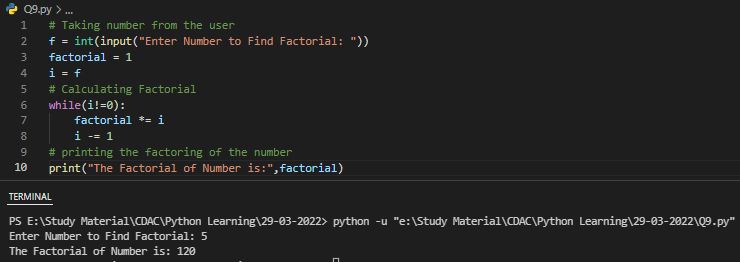 Q9.py > ...
1 # Taking number from the user
2 f = int(input("Enter Number to Find Factorial: "))
3 factorial = 1
4 i = f
5 # Calculating Factorial
6 while(i!=0):
7     factorial *= i
8     i -= 1
9 # printing the factoring of the number
10 print("The Factorial of Number is:",factorial)
TERMINAL
PS E:\Study Material\CDAC\Python Learning\29-03-2022> python -u "e:\Study Material\CDAC\Python Learning\29-03-2022\Q9.py"
Enter Number to Find Factorial: 5
The Factorial of Number is: 120